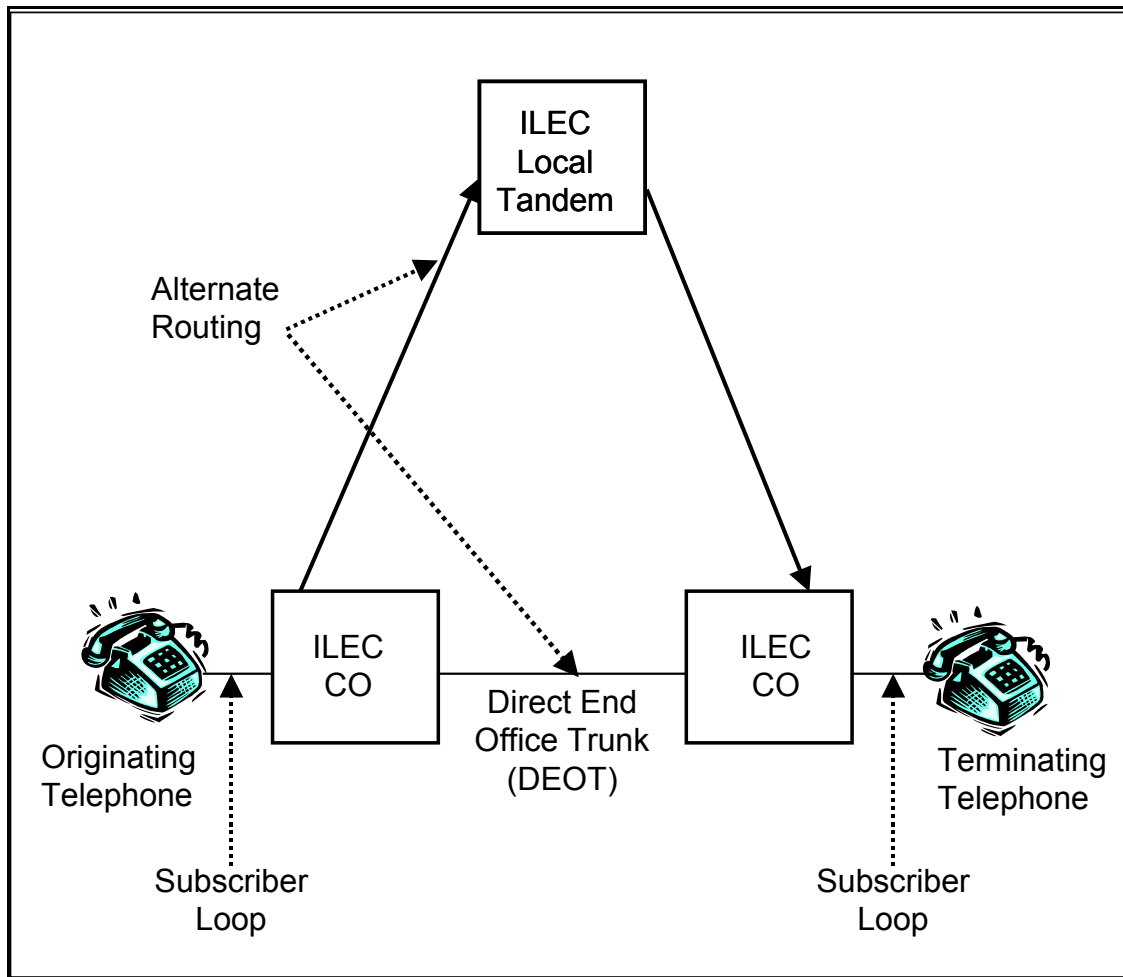 ILEC
Local
Tandem
Alternate
Routing
ILEC
CO
ILEC
CO
Direct End
Office Trunk
(DEOT)
Originating
Telephone
Terminating
Telephone
Subscriber
Loop
Subscriber
Loop